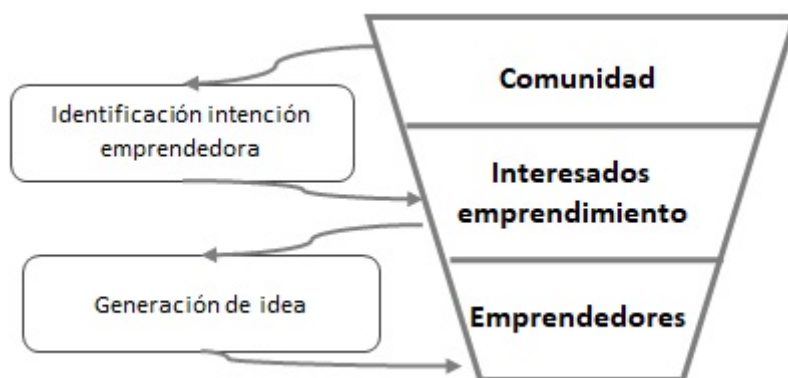 Comunidad
Identificación intención
emprendedora
Interesados
emprendimiento
Generación de idea
Emprendedores